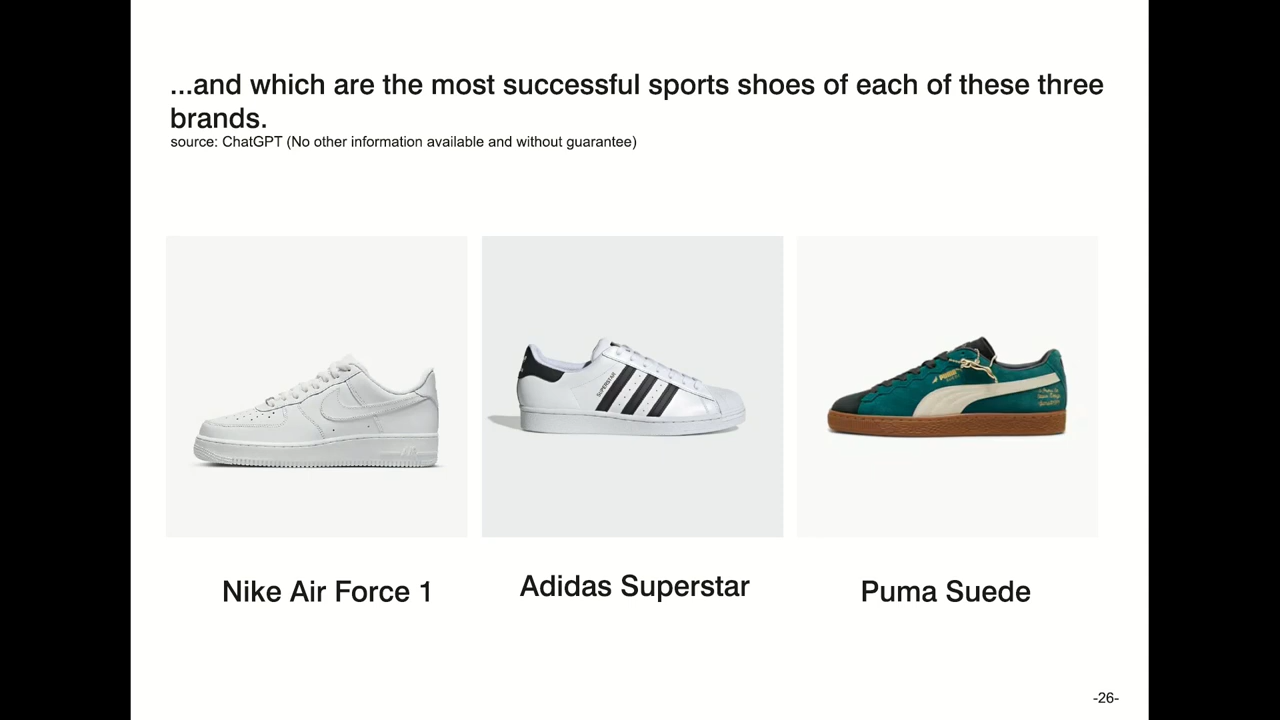 ...and which are the most successful sports shoes of each of these three
brands.
source: ChatGPT (No other information available and without guarantee)
SUPERSTAR
Nike Air Force 1
Adidas Superstar
Puma Suede
-26-